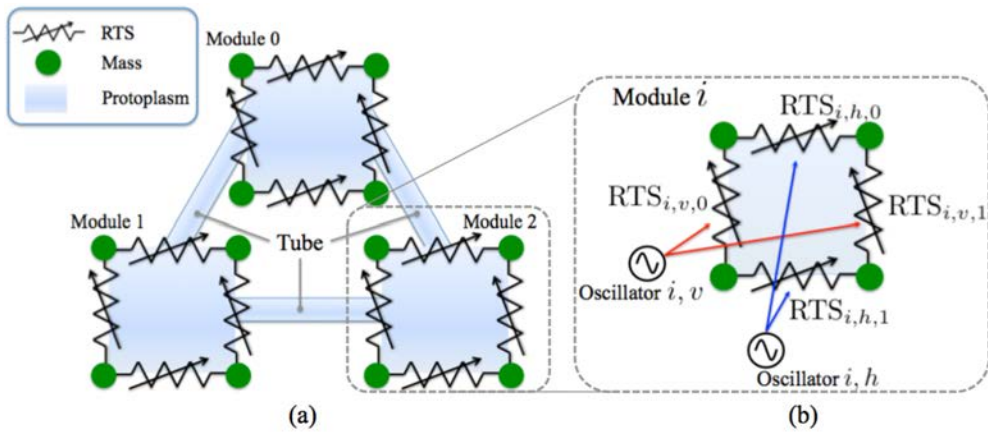 RTS
Mass
Protoplasm
Module 0
Module 1
Module 2
Tube
(a)
Module i
RTS_{i,h,0}
RTS_{i,v,0}
RTS_{i,v,1}
Oscillator i, v
RTS_{i,h,1}
Oscillator i, h
(b)